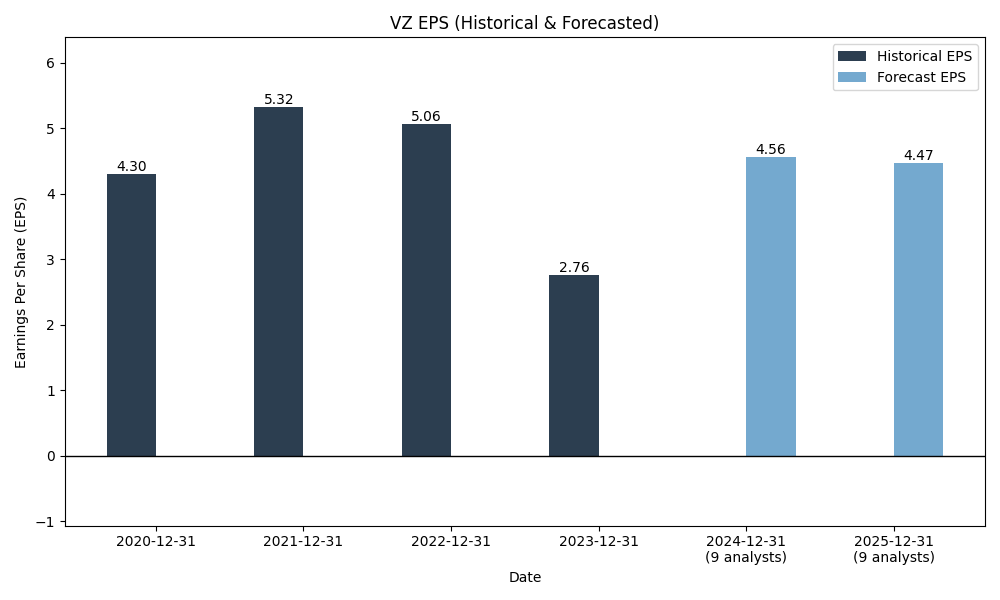 VZ EPS (Historical & Forecasted)
Historical EPS
Forecast EPS
Earnings Per Share (EPS)
6
5
4
3
2
1
0
−1
4.30
5.32
5.06
2.76
4.56
4.47
2020-12-31
2021-12-31
2022-12-31
2023-12-31
2024-12-31
(9 analysts)
2025-12-31
(9 analysts)
Date